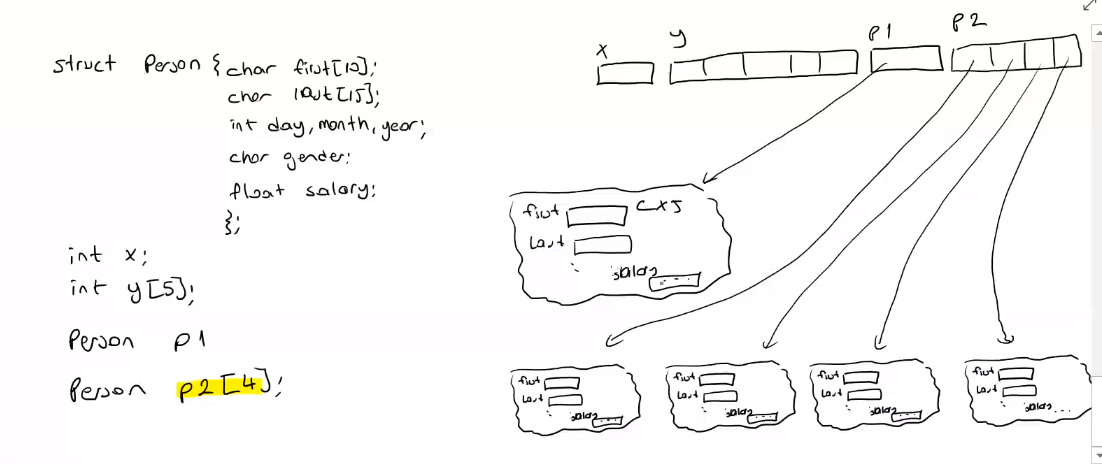 struct Person { char first[10];
char last[15];
int day, month, year;
char gender;
float salary;
};
int x;
int y[5];
Person p1
Person p2[4];
x
y
p1
p2
first
last
salary
first
last
salary
first
last
salary
first
last
salary
first
last
salary